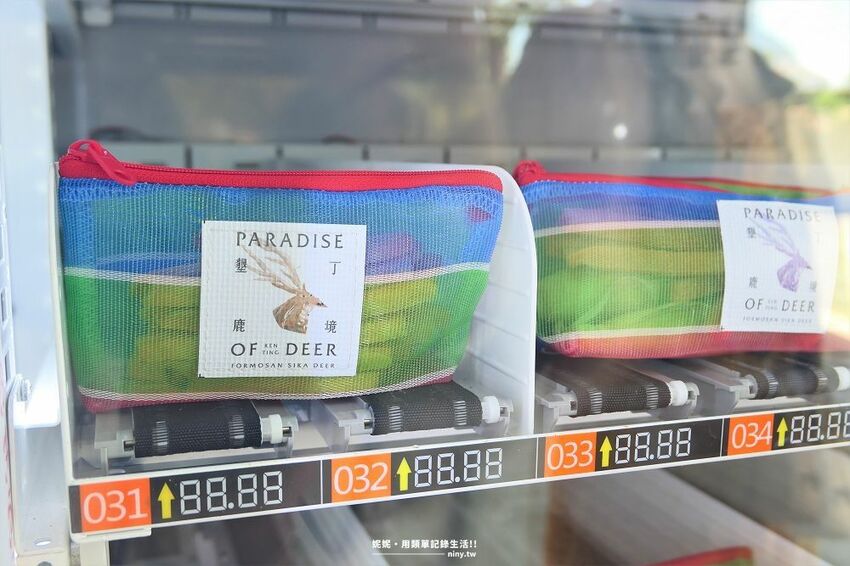 PARADISE
墾 丁
鹿 境
OF KEN TING DEER
FORMOSAN SIKA DEER
PARADISE
墾 丁
鹿 境
OF KEN TING DEER
FORMOSAN SIKA DEER
031 88.88 032 88.88 033 88.88 034 88.88
妮妮・用類單記錄生活!!
niny.tw